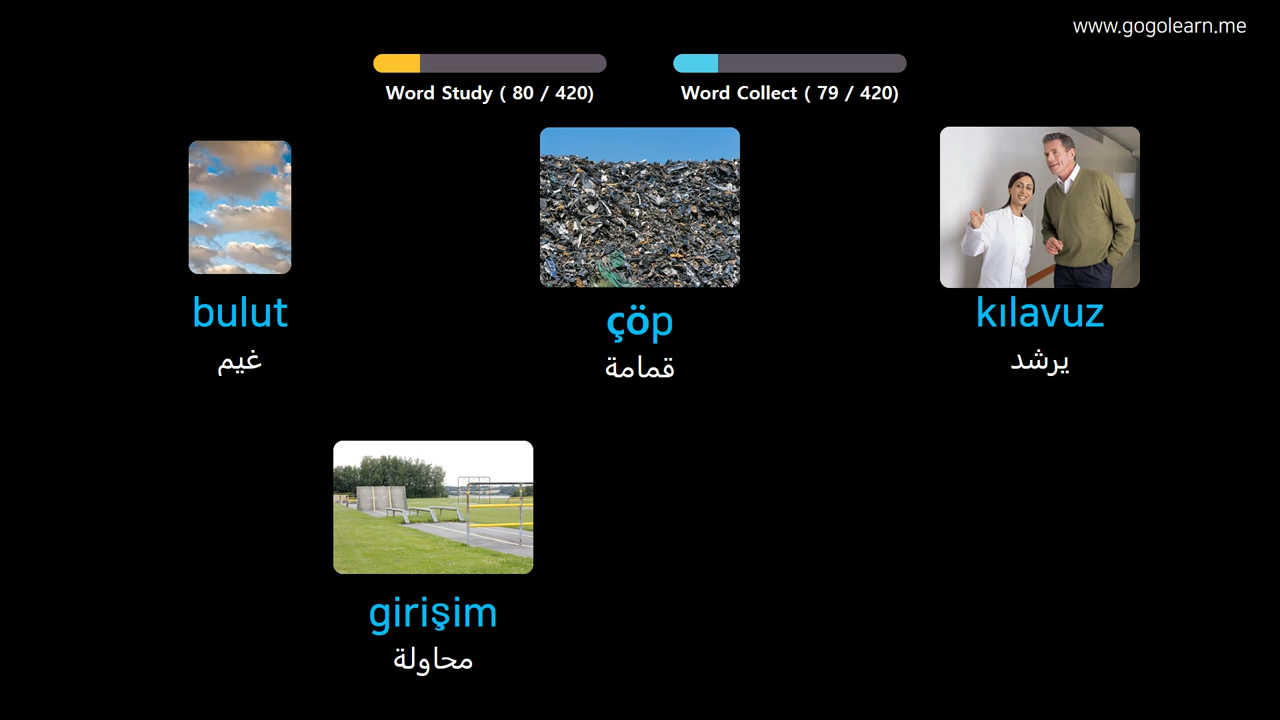 www.gogolearn.me
Word Study ( 80 / 420)
Word Collect ( 79 / 420)
bulut
غيم
çöp
قمامة
kılavuz
يرشد
girişim
محاولة